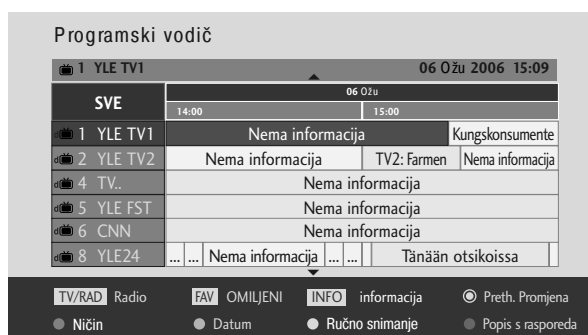 Programski vodič
1 YLE TV1 06 Ožu 2006 15:09
SVE 06 Ožu
14:00 15:00
1 YLE TV1 Nema informacija Kungskonsumente
2 YLE TV2 Nema informacija TV2: Farmen Nema informacija
4 TV.. Nema informacija
5 YLE FST Nema informacija
6 CNN Nema informacija
8 YLE24 ... ... Nema informacija ... ... Tänään otsikoissa
TV/RAD Radio FAV OMILJENI INFO informacija Preth. Promjena
Ničin Datum Ručno snimanje Popis s rasporeda